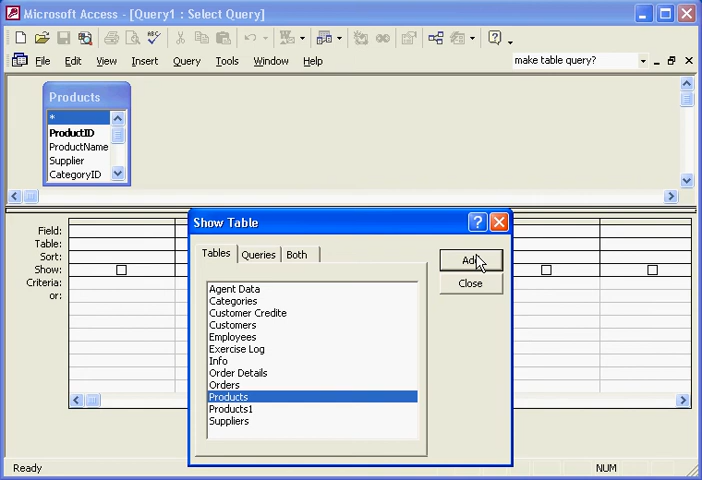 Microsoft Access - [Query1 : Select Query]
File Edit View Insert Query Tools Window Help make table query?
Products
*
ProductID
ProductName
Supplier
CategoryID
Show Table
Field:
Table:
Sort:
Show:
Criteria:
or:
Tables Queries Both
Add
Close
Agent Data
Categories
Customer Credite
Customers
Employees
Exercise Log
Info
Order Details
Orders
Products
Products1
Suppliers
Ready NUM